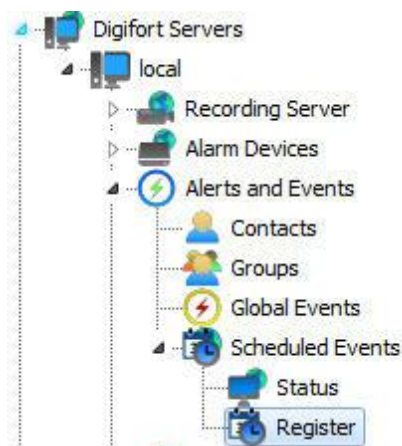 Digifort Servers
local
Recording Server
Alarm Devices
Alerts and Events
Contacts
Groups
Global Events
Scheduled Events
Status
Register